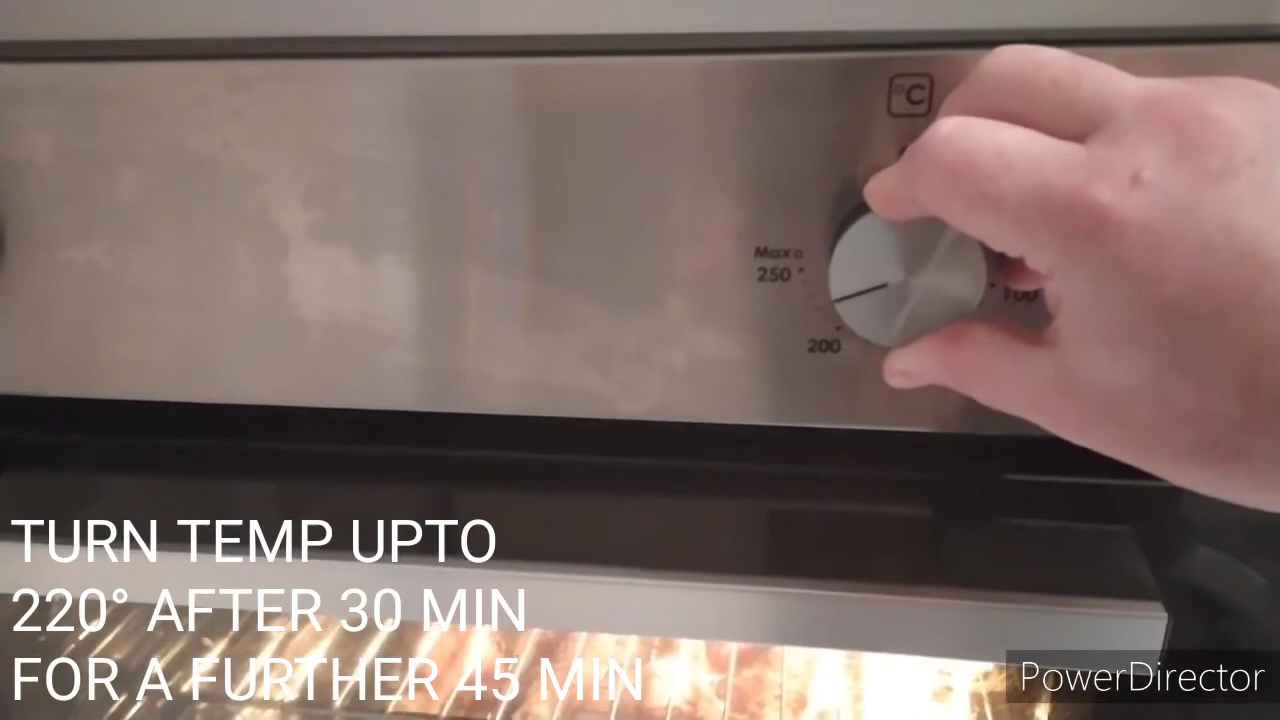 °C
Max
250
100
200
TURN TEMP UPTO
220° AFTER 30 MIN
FOR A FURTHER 45 MIN
PowerDirector